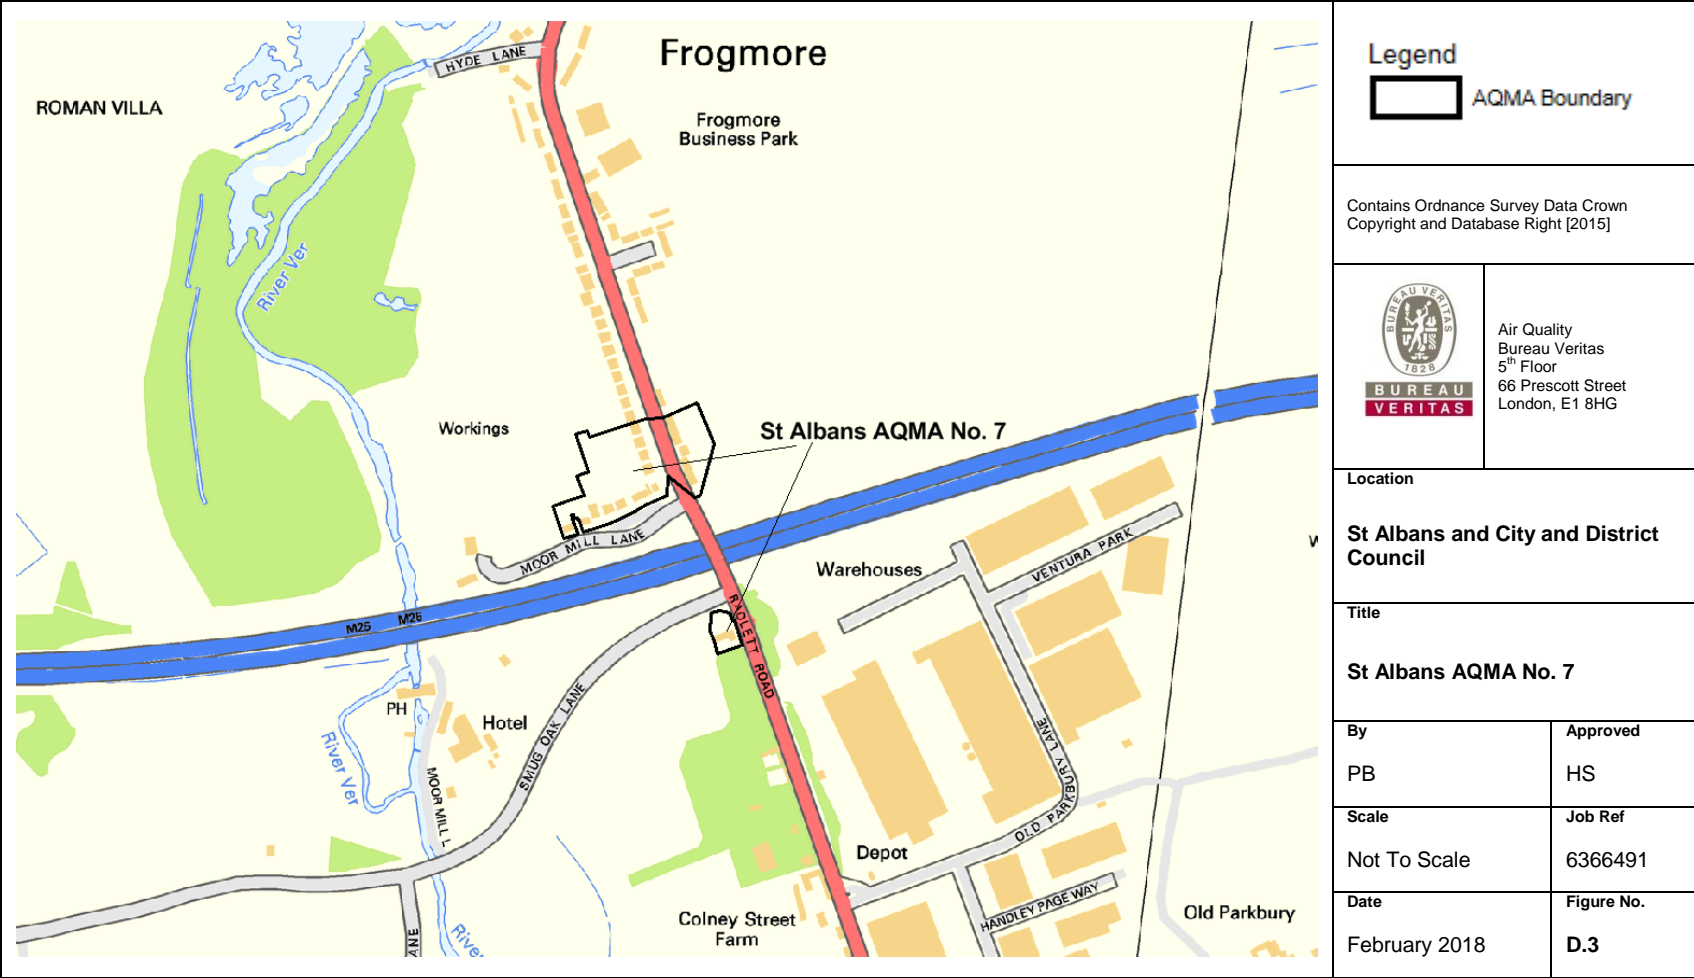 Frogmore
HYDE LANE
ROMAN VILLA
Frogmore
Business Park
River Ver
Workings
St Albans AQMA No. 7
MOOR MILL LANE
Warehouses
VENTURA PARK
M25
M25
RADLETT ROAD
PH
Hotel
SMUG OAK LANE
River Ver
MOOR MILL L
OLD PARKBURY LANE
Depot
HANDLEY PAGE WAY
Colney Street
Farm
Old Parkbury
ANE
River
Legend
AQMA Boundary
Contains Ordnance Survey Data Crown
Copyright and Database Right [2015]
BUREAU VERITAS
1828
BUREAU
VERITAS
Air Quality
Bureau Veritas
5th Floor
66 Prescott Street
London, E1 8HG
Location
St Albans and City and District
Council
Title
St Albans AQMA No. 7
By
Approved
PB
HS
Scale
Job Ref
Not To Scale
6366491
Date
Figure No.
February 2018
D.3